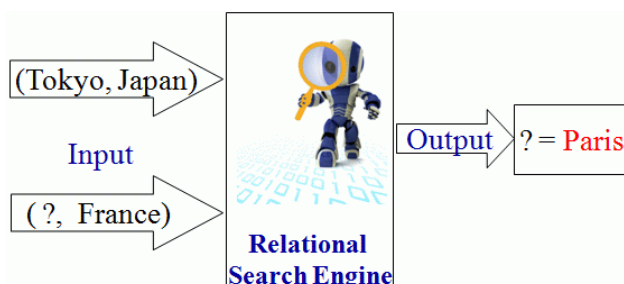 (Tokyo, Japan)
Input
( ?, France)
Relational
Search Engine
Output
? = Paris